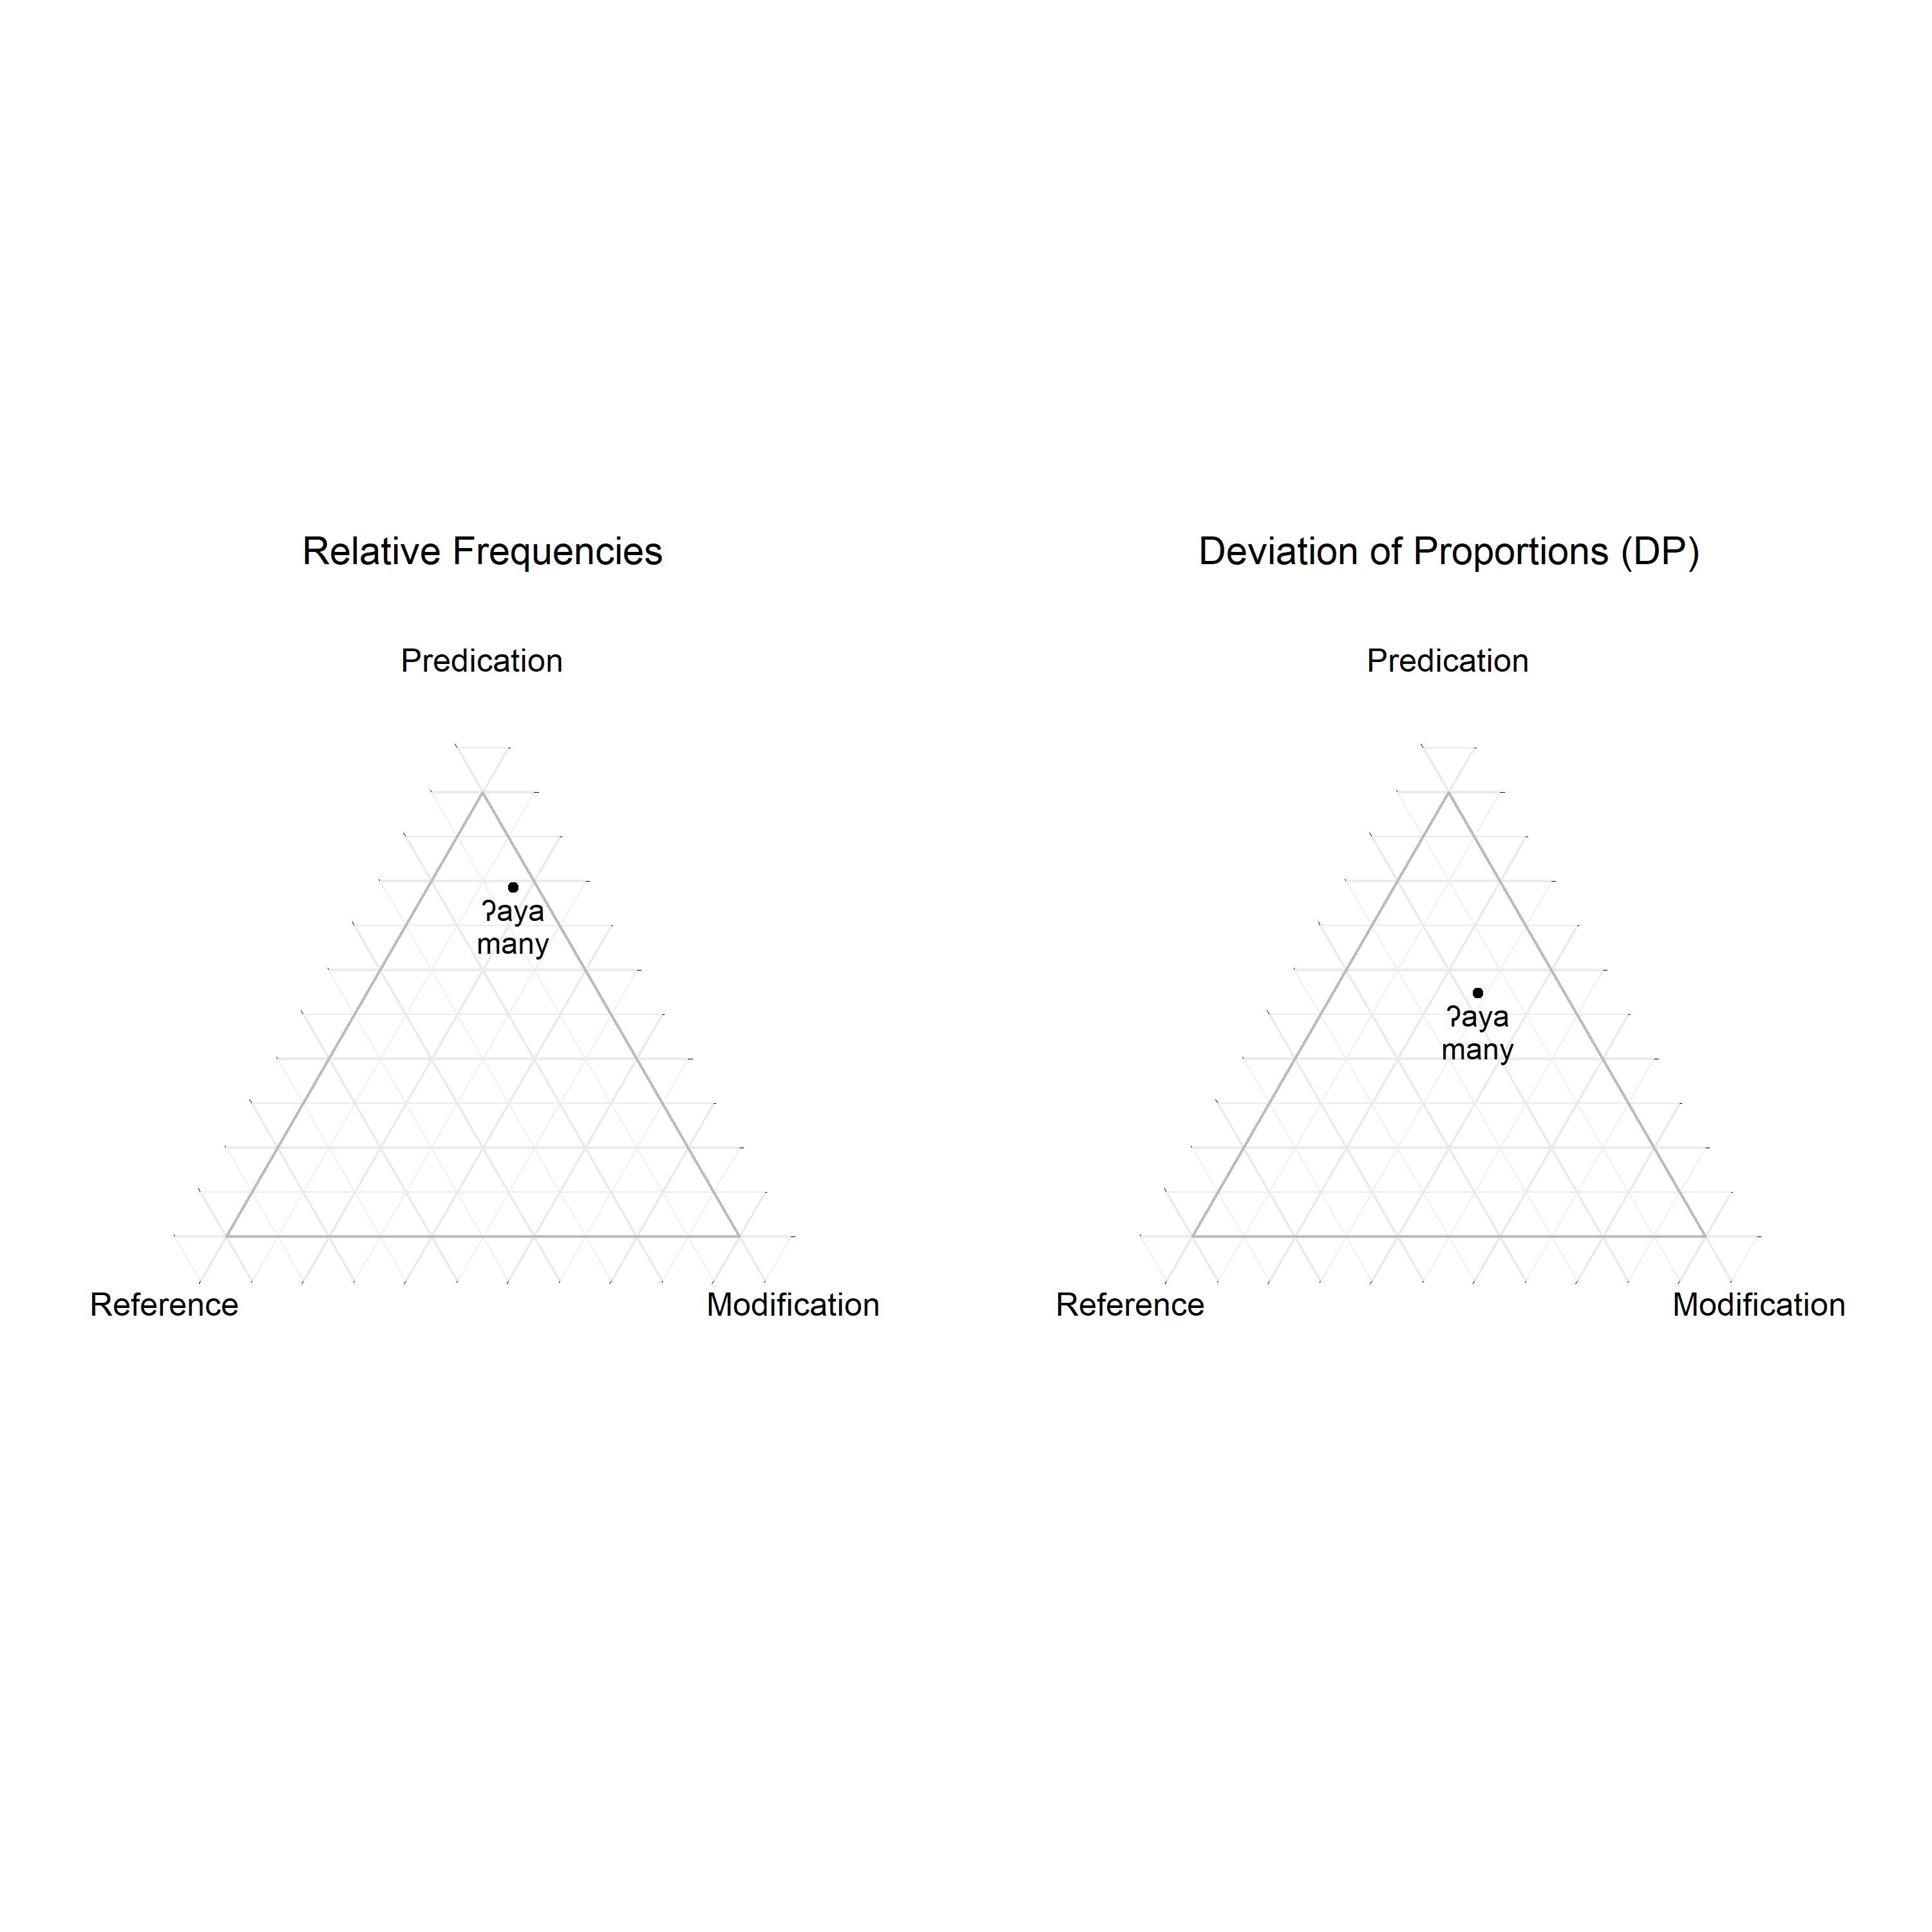 Relative Frequencies
Predication
ʔaya
many
Reference
Modification
Deviation of Proportions (DP)
Predication
ʔaya
many
Reference
Modification